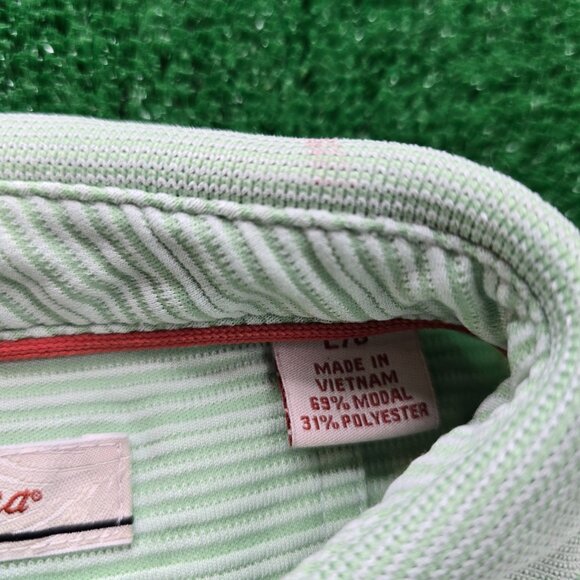 MADE IN
VIETNAM
69% MODAL
31% POLYESTER